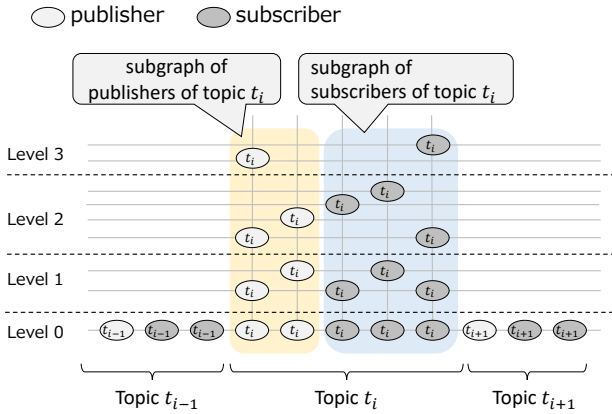 publisher subscriber
subgraph of
publishers of topic t_i
subgraph of
subscribers of topic t_i
Level 3
t_i
t_i
Level 2
t_i
t_i
t_i
t_i
t_i
Level 1
t_i
t_i
t_i
t_i
t_i
Level 0
t_{i−1} t_{i−1} t_{i−1} t_i t_i t_i t_i t_i t_{i+1} t_{i+1} t_{i+1}
Topic t_{i−1} Topic t_i Topic t_{i+1}